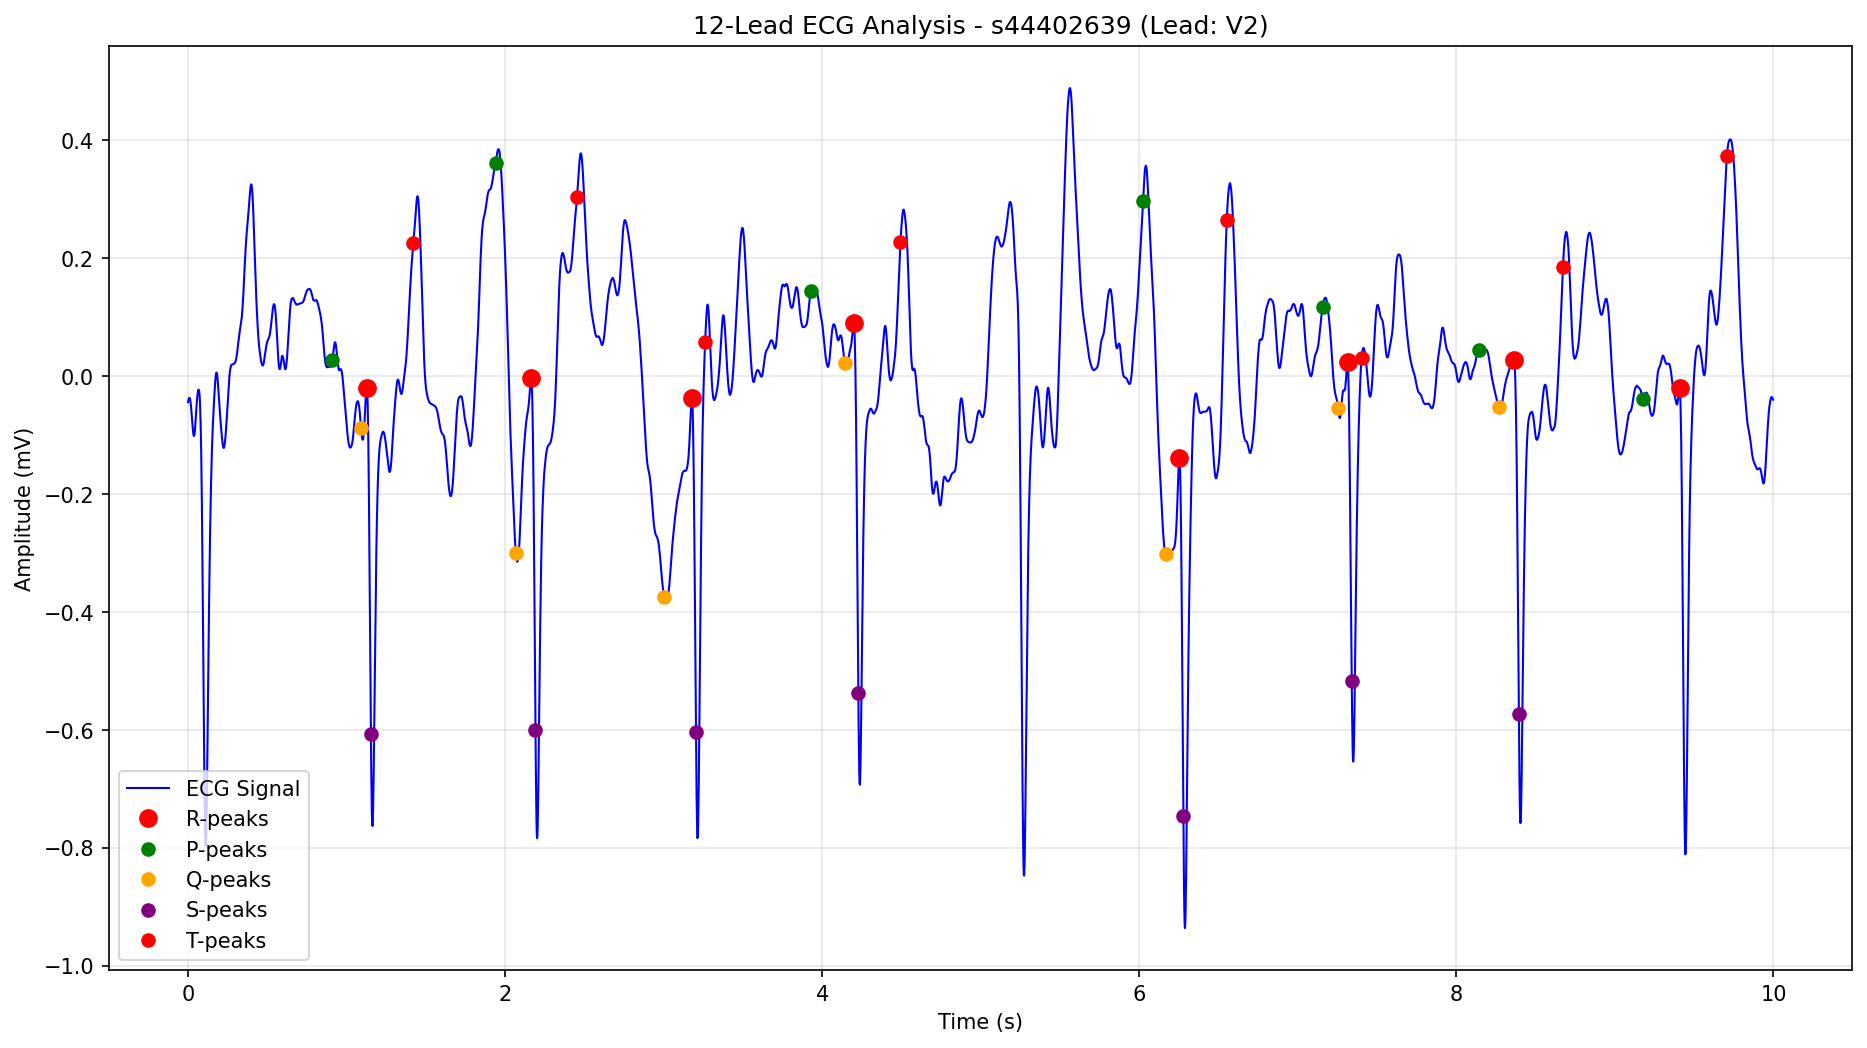 12-Lead ECG Analysis - s44402639 (Lead: V2)
Amplitude (mV)
0.4
0.2
0.0
−0.2
−0.4
−0.6
−0.8
−1.0
ECG Signal
R-peaks
P-peaks
Q-peaks
S-peaks
T-peaks
0 2 4 6 8 10
Time (s)